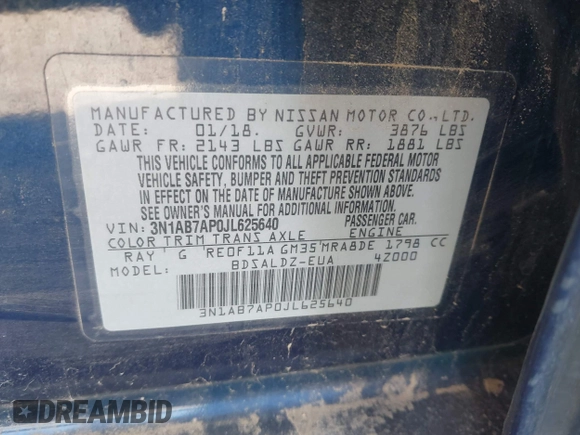 MANUFACTURED BY NISSAN MOTOR CO., LTD.
DATE: 01/18. GVWR: 3876 LBS
GAWR FR: 2143 LBS GAWR RR: 1881 LBS
THIS VEHICLE CONFORMS TO ALL APPLICABLE FEDERAL MOTOR
VEHICLE SAFETY, BUMPER AND THEFT PREVENTION STANDARDS
IN EFFECT ON THE DATE OF MANUFACTURE SHOWN ABOVE.
SEE OWNER'S MANUAL AND SERVICE MANUAL.
VIN: 3N1AB7AP0JL625640 PASSENGER CAR.
COLOR TRIM TRANS AXLE ENGINE
RAY G RE0F11A GM35 MRA8DE 1798 CC
MODEL: BDSALDZ-EUA 4Z000
3N1AB7AP0JL625640
DREAMBID